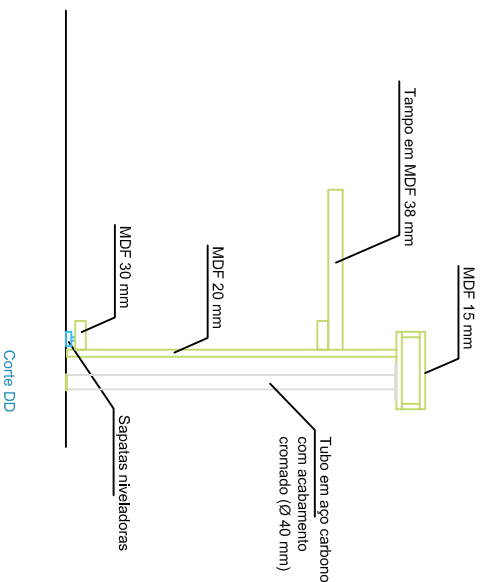 MDF 15 mm
Tampo em MDF 38 mm
MDF 20 mm
MDF 30 mm
Tubo em aço carbono
com acabamento
cromado (Ø 40 mm)
Sapatas niveladoras
Corte DD